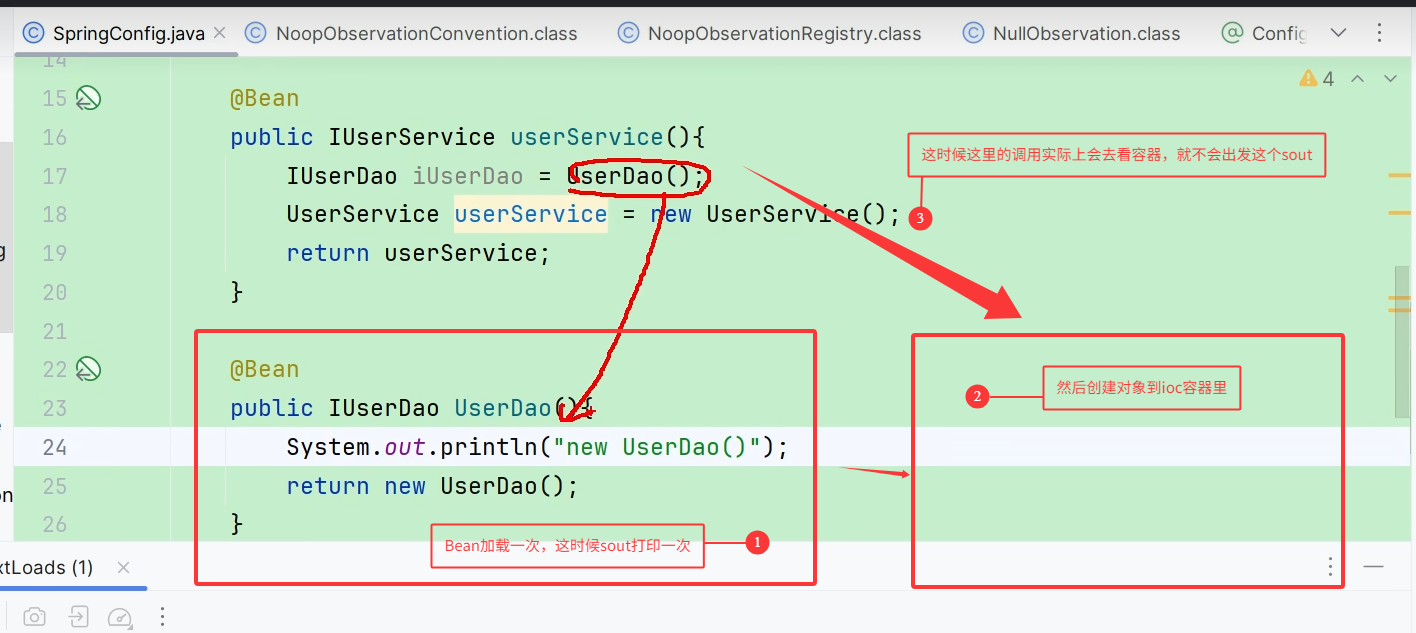 SpringConfig.java
NoopObservationConvention.class
NoopObservationRegistry.class
NullObservation.class
Config
14
4
15 @Bean
16 public IUserService userService(){
这时候这里的调用实际上会去看容器，就不会出发这个sout
17 IUserDao iUserDao = UserDao();
18 UserService userService = new UserService();
3
19 return userService;
20 }
21
22 @Bean
2 然后创建对象到ioc容器里
23 public IUserDao UserDao(){
24 System.out.println("new UserDao()");
25 return new UserDao();
26 }
Bean加载一次，这时候sout打印一次 1
xtLoads (1)